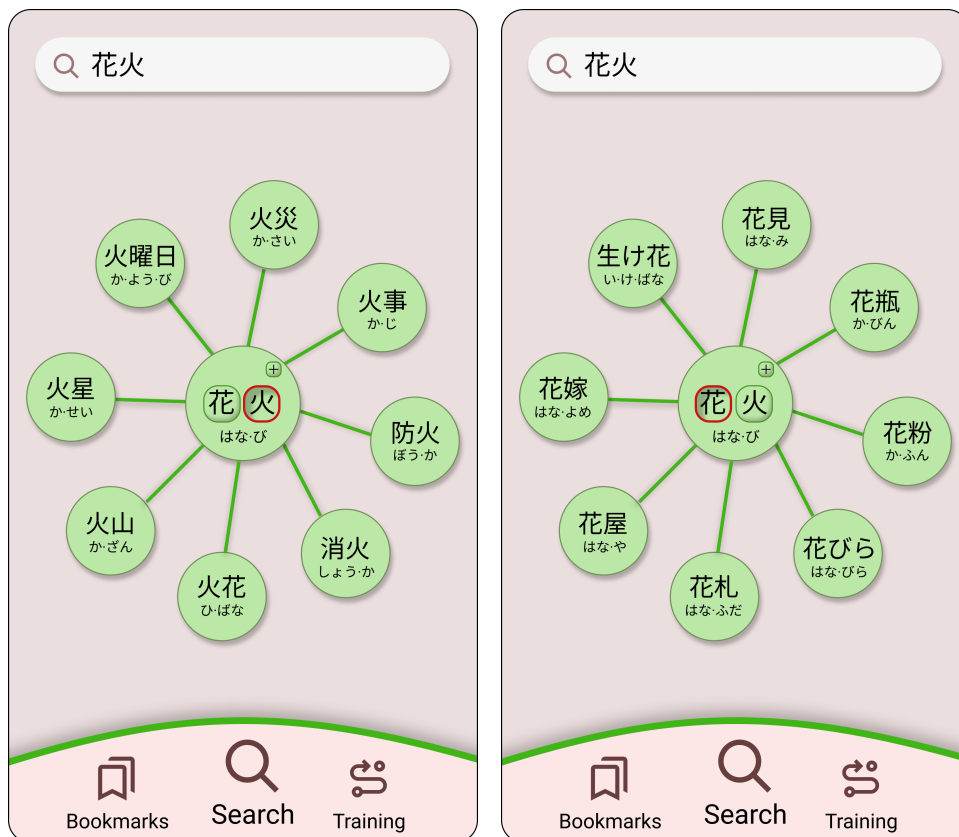 花火
火災
か·さい
火曜日
か·よう·び
火事
か·じ
火星
か·せい
花火
はな·び
防火
ぼう·か
火山
か·ざん
消火
しょう·か
火花
ひ·ばな
Bookmarks
Search
Training
花火
花見
はな·み
生け花
い·け·ばな
花瓶
か·びん
花嫁
はな·よめ
花火
はな·び
花粉
か·ふん
花屋
はな·や
花びら
はな·びら
花札
はな·ふだ
Bookmarks
Search
Training